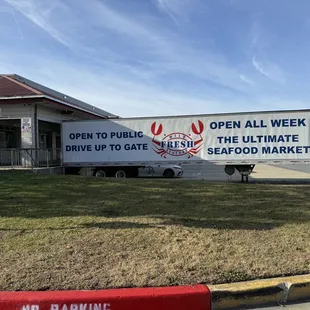 OPEN TO PUBLIC
DRIVE UP TO GATE
FRESH
OPEN ALL WEEK
THE ULTIMATE
SEAFOOD MARKET
NO PARKING